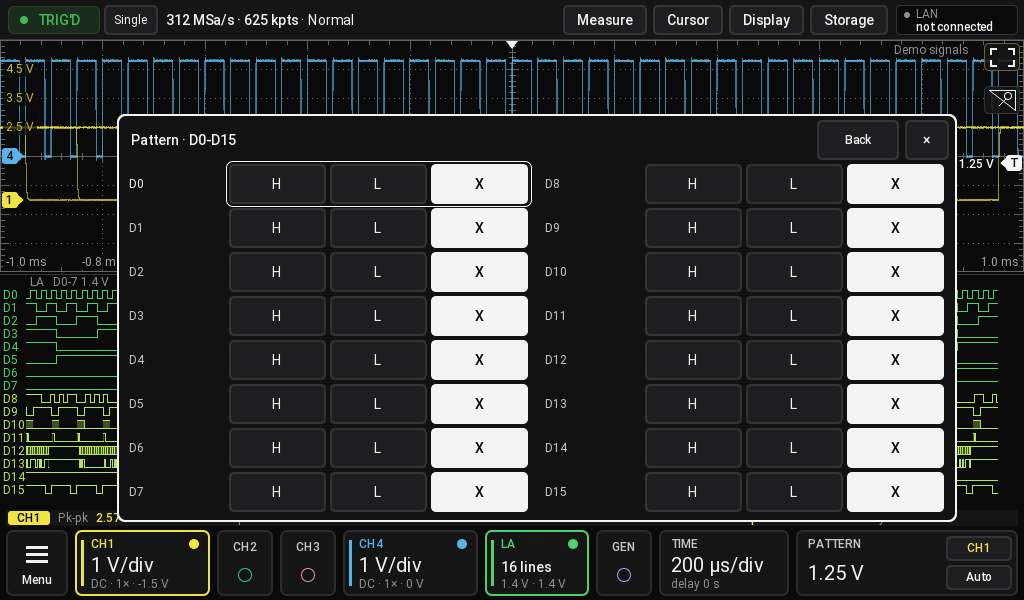 TRIG'D
Single
312 MSa/s · 625 kpts · Normal
Measure
Cursor
Display
Storage
LAN
not connected
Demo signals
4.5 V
3.5 V
2.5 V
4
1
1.25 V
T
-1.0 ms
-0.8 m
1.0 ms
Pattern · D0-D15
Back
×
D0 H L X D8 H L X
D1 H L X D9 H L X
D2 H L X D10 H L X
D3 H L X D11 H L X
D4 H L X D12 H L X
D5 H L X D13 H L X
D6 H L X D14 H L X
D7 H L X D15 H L X
LA D0-7 1.4 V
D0
D1
D2
D3
D4
D5
D6
D7
D8
D9
D10
D11
D12
D13
D14
D15
CH1 Pk-pk 2.57
Menu
CH1
1 V/div
DC · 1× · -1.5 V
CH2
CH3
CH4
1 V/div
DC · 1× · 0 V
LA
16 lines
1.4 V · 1.4 V
GEN
TIME
200 µs/div
delay 0 s
PATTERN
1.25 V
CH1
Auto